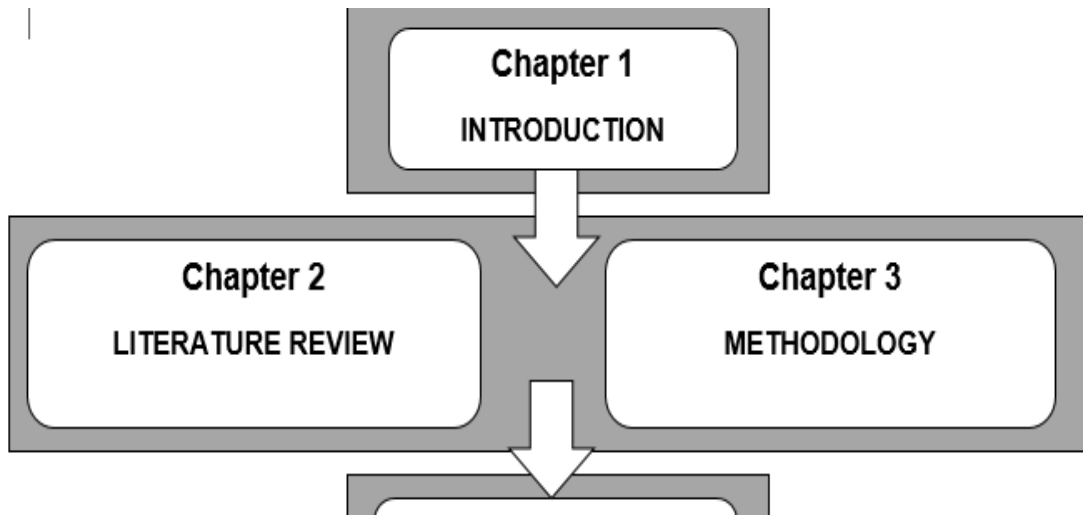 Chapter 1
INTRODUCTION
Chapter 2
LITERATURE REVIEW
Chapter 3
METHODOLOGY